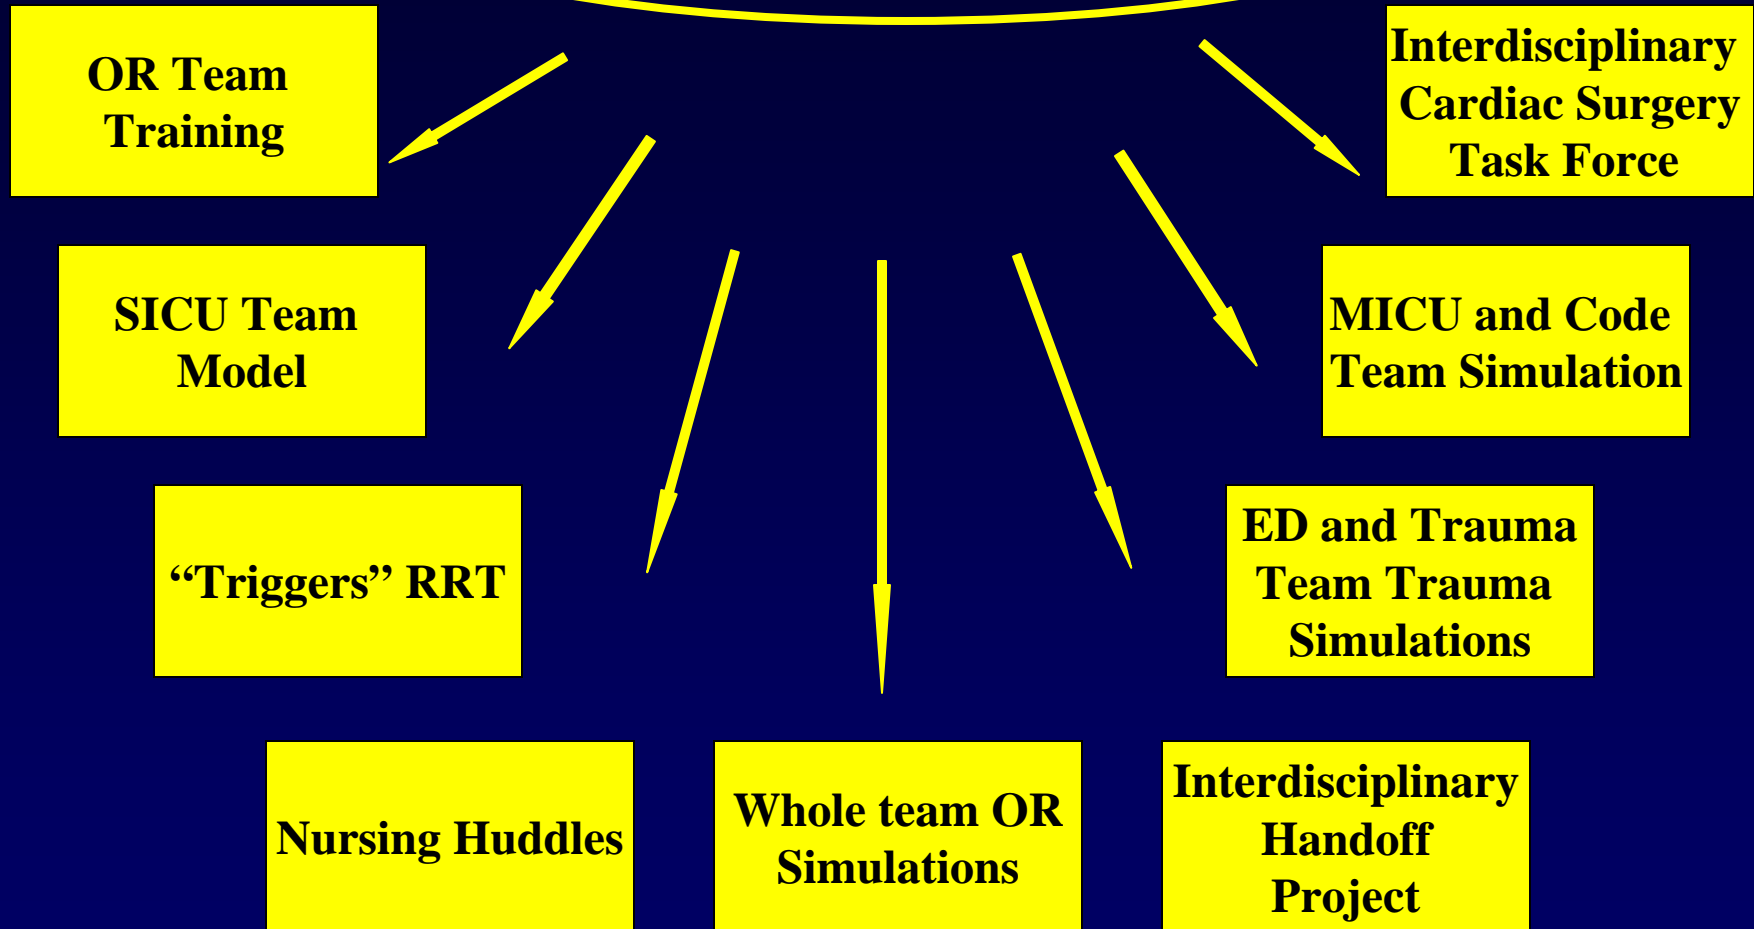 OR Team
Training
Interdisciplinary
Cardiac Surgery
Task Force
SICU Team
Model
MICU and Code
Team Simulation
“Triggers” RRT
ED and Trauma
Team Trauma
Simulations
Nursing Huddles
Whole team OR
Simulations
Interdisciplinary
Handoff
Project